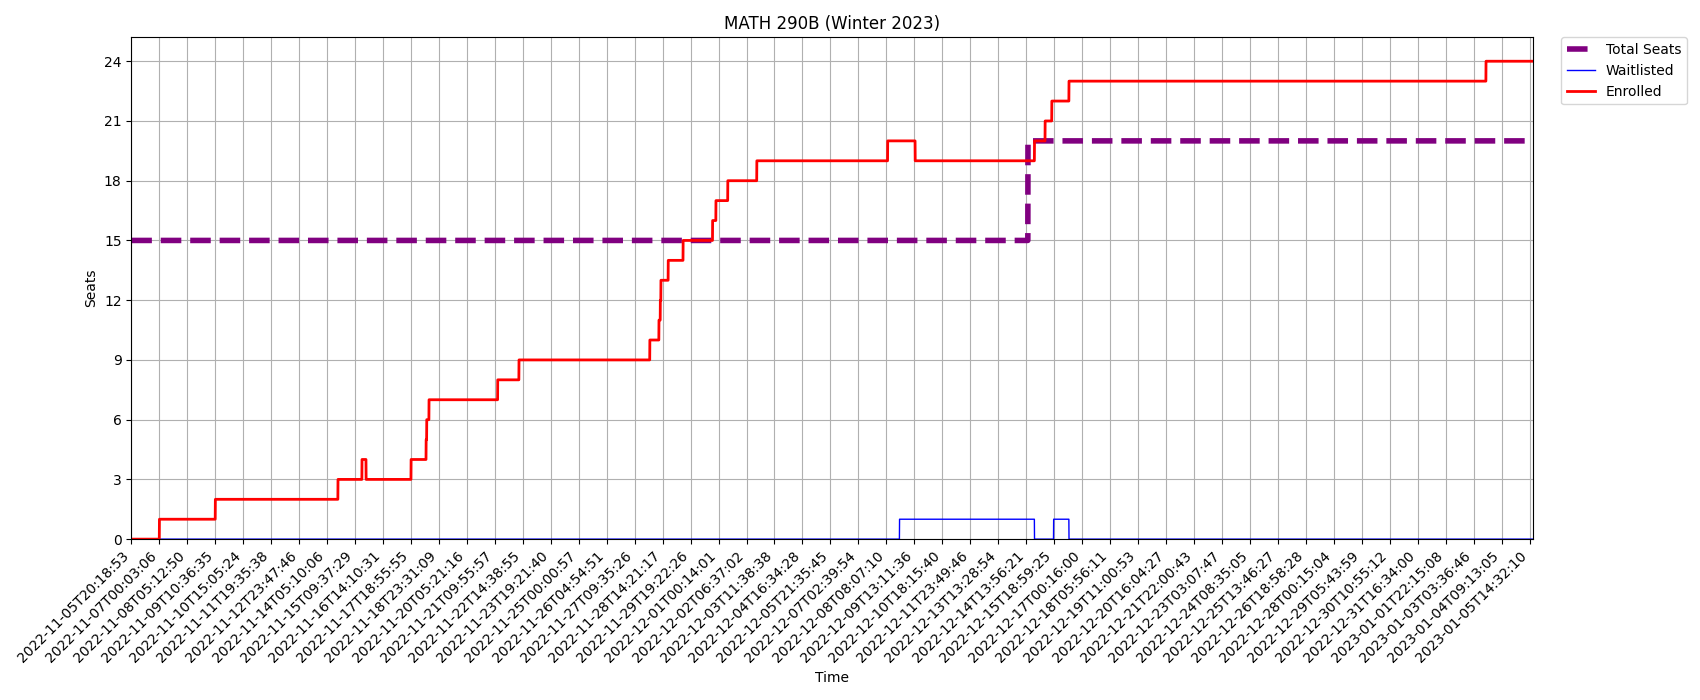 MATH 290B (Winter 2023)
Total Seats
Waitlisted
Enrolled
Seats
24
21
18
15
12
9
6
3
0
2022-11-05T20:18:53
2022-11-07T00:03:06
2022-11-08T05:12:50
2022-11-09T10:36:35
2022-11-10T15:05:24
2022-11-11T19:35:38
2022-11-12T23:47:46
2022-11-14T05:10:06
2022-11-15T09:37:29
2022-11-16T14:10:31
2022-11-17T18:55:55
2022-11-18T23:31:09
2022-11-20T05:21:16
2022-11-21T09:55:57
2022-11-22T14:38:55
2022-11-23T19:21:40
2022-11-25T00:00:57
2022-11-26T04:54:51
2022-11-27T09:35:26
2022-11-28T14:21:17
2022-11-29T19:22:26
2022-12-01T00:14:01
2022-12-02T06:37:02
2022-12-03T11:38:38
2022-12-04T16:34:28
2022-12-05T21:35:45
2022-12-07T02:39:54
2022-12-08T08:07:10
2022-12-09T13:11:36
2022-12-10T18:15:40
2022-12-11T23:49:46
2022-12-13T13:28:54
2022-12-14T13:56:21
2022-12-15T18:59:25
2022-12-17T00:16:00
2022-12-18T05:56:11
2022-12-19T11:00:53
2022-12-20T16:04:27
2022-12-21T22:00:43
2022-12-23T03:07:47
2022-12-24T08:35:05
2022-12-25T13:46:27
2022-12-26T18:58:28
2022-12-28T00:15:04
2022-12-29T05:43:59
2022-12-30T10:55:12
2022-12-31T16:34:00
2023-01-01T22:15:08
2023-01-03T03:36:46
2023-01-04T09:13:05
2023-01-05T14:32:10
Time